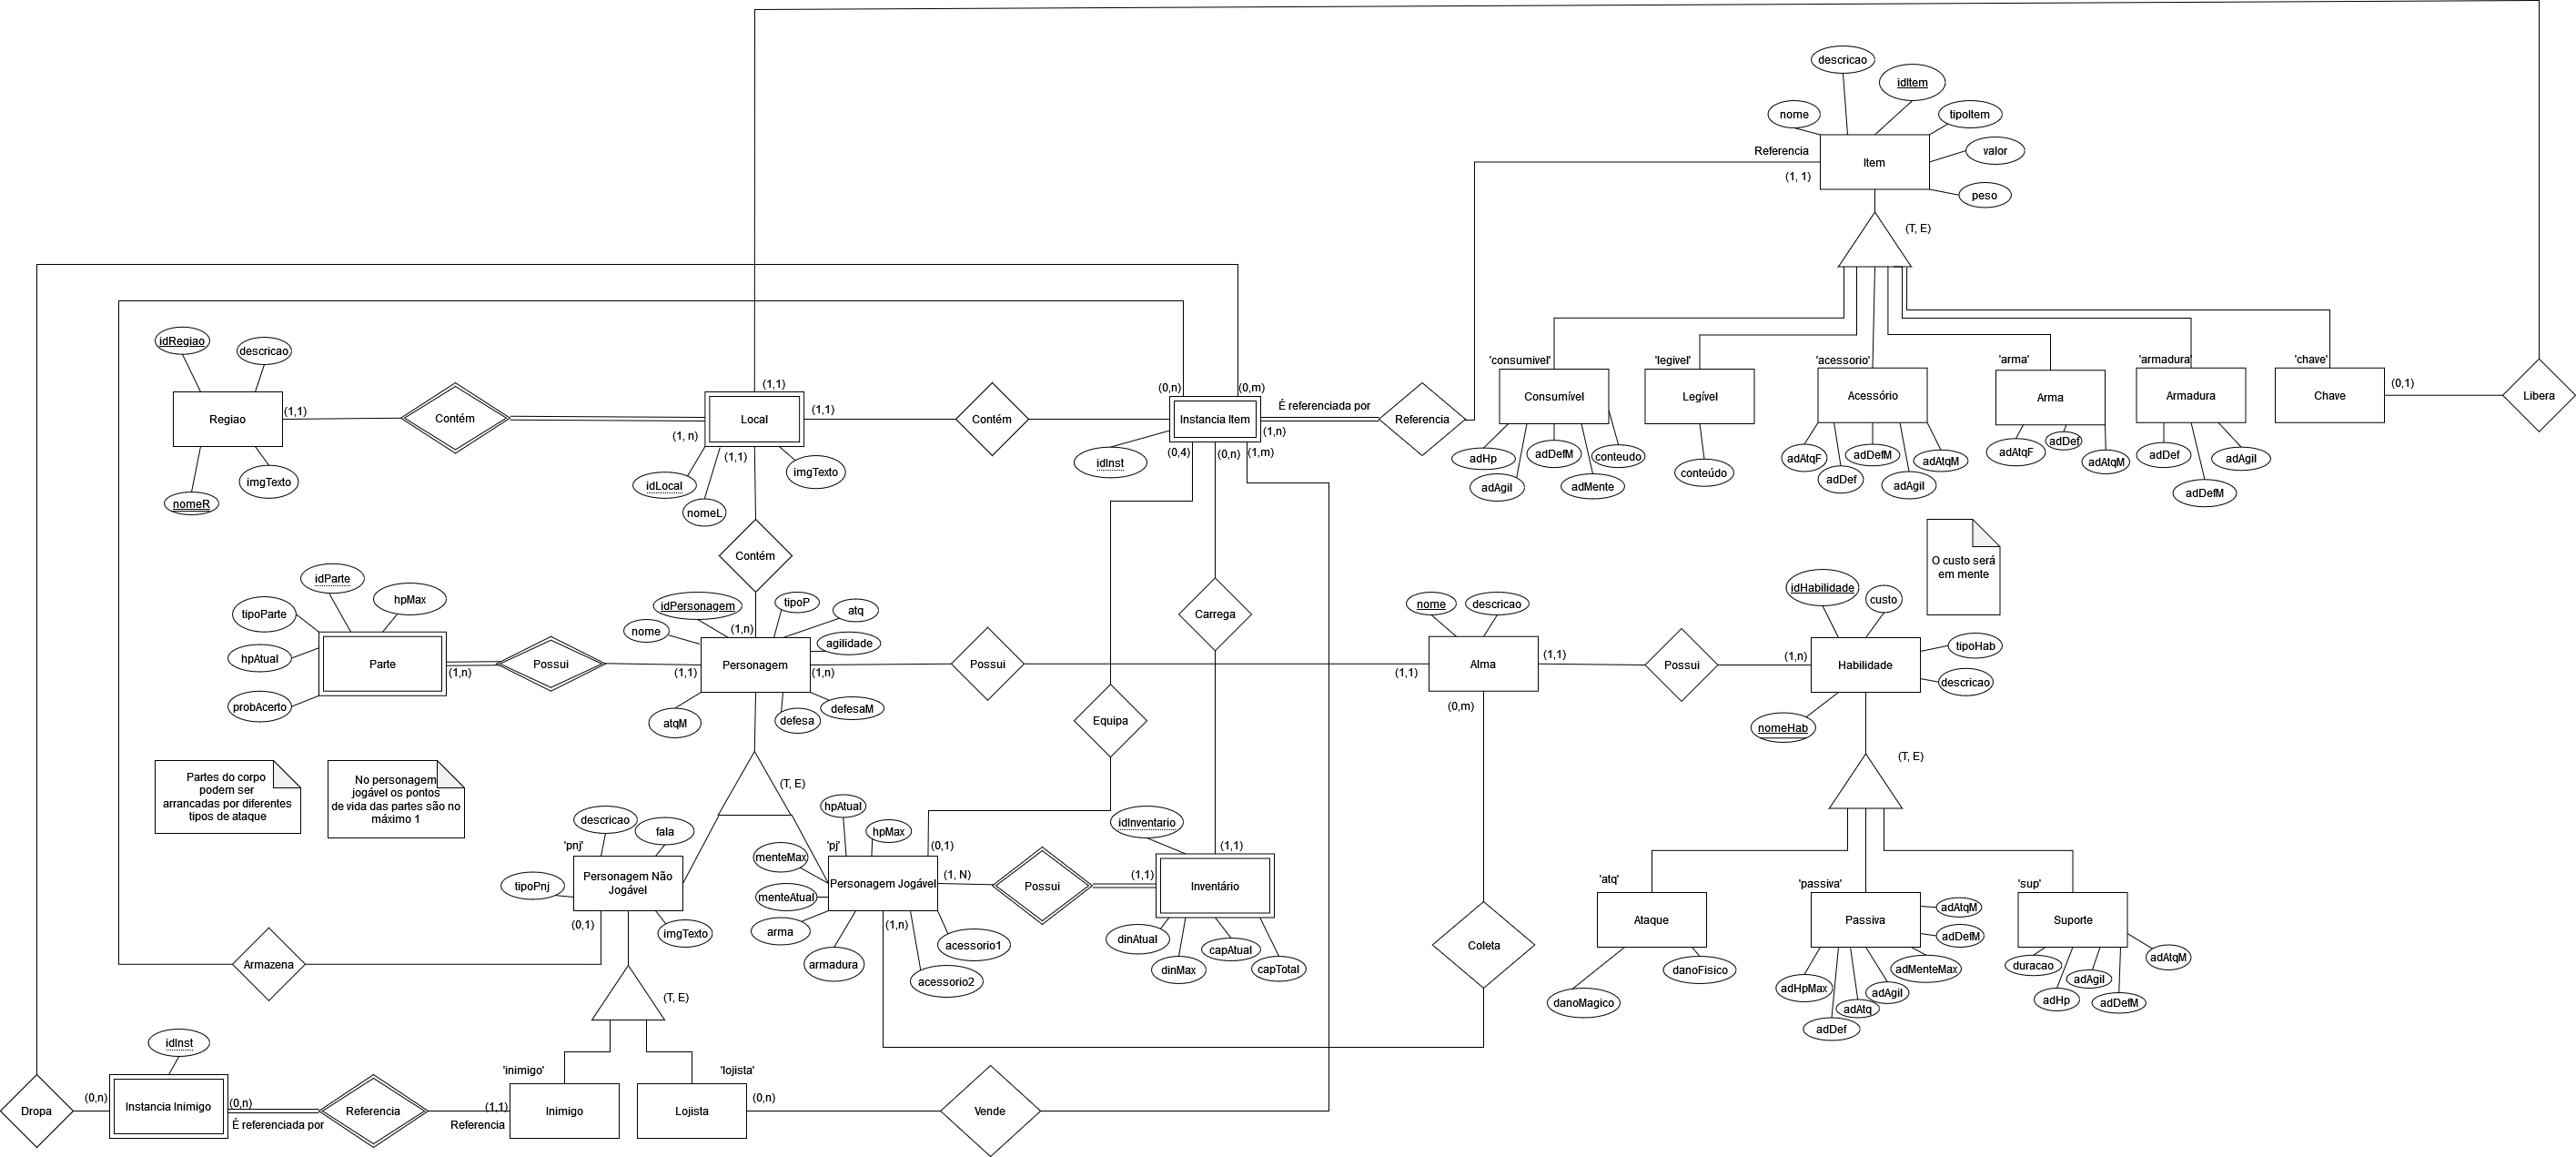 descricao
idItem
nome
tipoItem
Referencia
valor
Item
(1, 1)
peso
(T, E)
idRegiao
descricao
'consumivel'
'legivel'
'acessorio'
'arma'
'armadura'
'chave'
(1,1)
(0,n)
(0,m)
(0,1)
Regiao
(1,1)
Contém
Local
(1,1)
Contém
Instancia Item
É referenciada por
Referencia
Consumível
Legível
Acessório
Arma
Armadura
Chave
Libera
(1, n)
(1,n)
(1,1)
(0,4)
(0,n)
(1,m)
imgTexto
nomeR
idLocal
imgTexto
nomeL
idInst
adHp
adAgil
adDefM
adMente
conteudo
conteúdo
adAtqF
adDef
adDefM
adAgil
adAtqM
adAtqF
adDef
adAtqM
adDef
adDefM
adAgil
Contém
O custo será
em mente
idParte
hpMax
tipoParte
hpAtual
probAcerto
Parte
(1,n)
Possui
idPersonagem
tipoP
atq
nome
(1,n)
agilidade
Personagem
(1,1)
(1,n)
atqM
defesa
defesaM
Possui
Carrega
Equipa
nome
descricao
Alma
(1,1)
(1,1)
(0,m)
Possui
idHabilidade
custo
(1,n)
Habilidade
tipoHab
descricao
nomeHab
(T, E)
Partes do corpo
podem ser
arrancadas por diferentes
tipos de ataque
No personagem
jogável os pontos
de vida das partes são no
máximo 1
(T, E)
descricao
fala
'pnj'
Personagem Não
Jogável
tipoPnj
(0,1)
imgTexto
hpAtual
hpMax
'pj'
(0,1)
menteMax
Personagem Jogável
menteAtual
arma
armadura
(1,n)
acessorio1
acessorio2
(1, N)
Possui
(1,1)
idInventario
(1,1)
Inventário
dinAtual
dinMax
capAtual
capTotal
Coleta
'atq'
'passiva'
'sup'
Ataque
Passiva
Suporte
danoMagico
danoFisico
adAtqM
adDefM
adMenteMax
adHpMax
adAgil
adAtq
adDef
duracao
adHp
adAgil
adDefM
adAtqM
Armazena
(T, E)
idInst
'inimigo'
'lojista'
Dropa
(0,n)
Instancia Inimigo
(0,n)
É referenciada por
Referencia
(1,1)
Referencia
Inimigo
Lojista
(0,n)
Vende